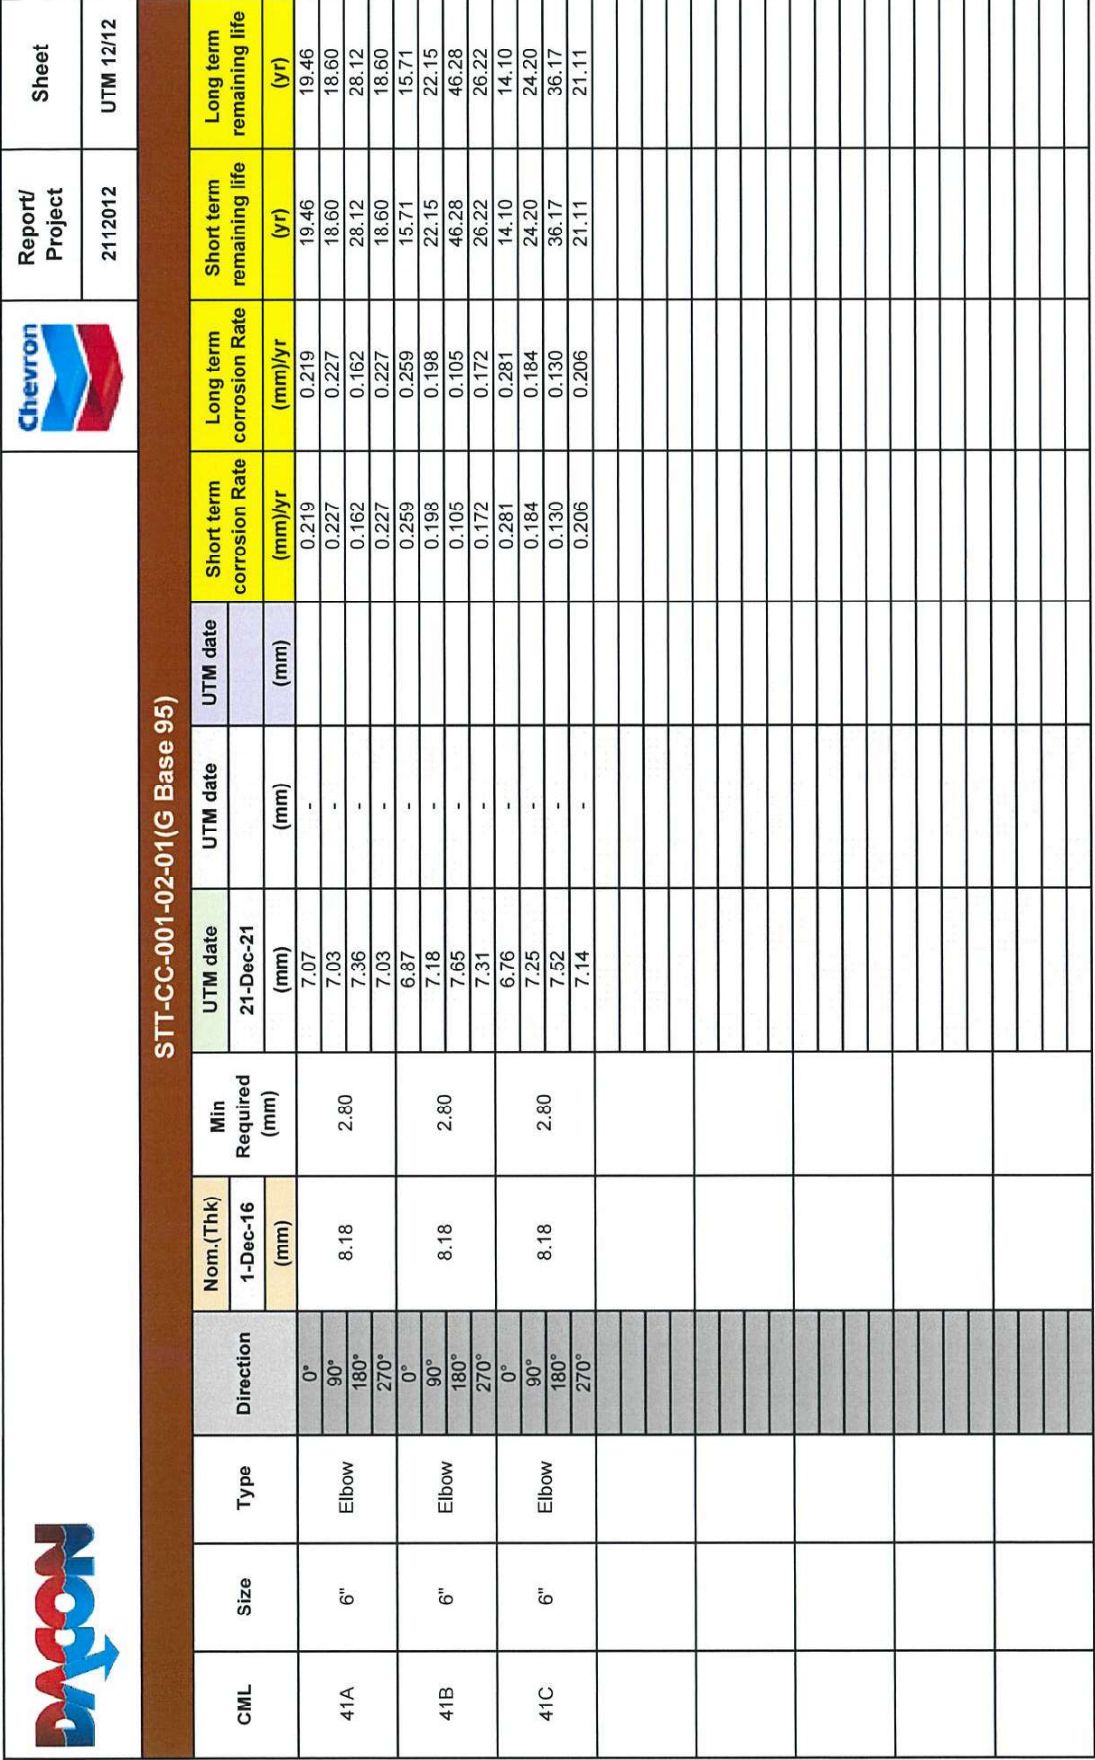 DACON
Chevron
Report/ Project
Sheet
2112012
UTM 12/12
STT-CC-001-02-01(G Base 95)
CML Size Type Direction Nom.(Thk) Min Required (mm) UTM date UTM date UTM date Short term corrosion Rate Long term corrosion Rate Short term remaining life Long term remaining life
1-Dec-16 21-Dec-21
(mm) (mm) (mm) (mm) (mm)/yr (mm)/yr (yr) (yr)
41A 6" Elbow 0° 8.18 2.80 7.07 - 0.219 0.219 19.46 19.46
90° 7.03 - 0.227 0.227 18.60 18.60
180° 7.36 - 0.162 0.162 28.12 28.12
270° 7.03 - 0.227 0.227 18.60 18.60
41B 6" Elbow 0° 8.18 2.80 6.87 - 0.259 0.259 15.71 15.71
90° 7.18 - 0.198 0.198 22.15 22.15
180° 7.65 - 0.105 0.105 46.28 46.28
270° 7.31 - 0.172 0.172 26.22 26.22
41C 6" Elbow 0° 8.18 2.80 6.76 - 0.281 0.281 14.10 14.10
90° 7.25 - 0.184 0.184 24.20 24.20
180° 7.52 - 0.130 0.130 36.17 36.17
270° 7.14 - 0.206 0.206 21.11 21.11